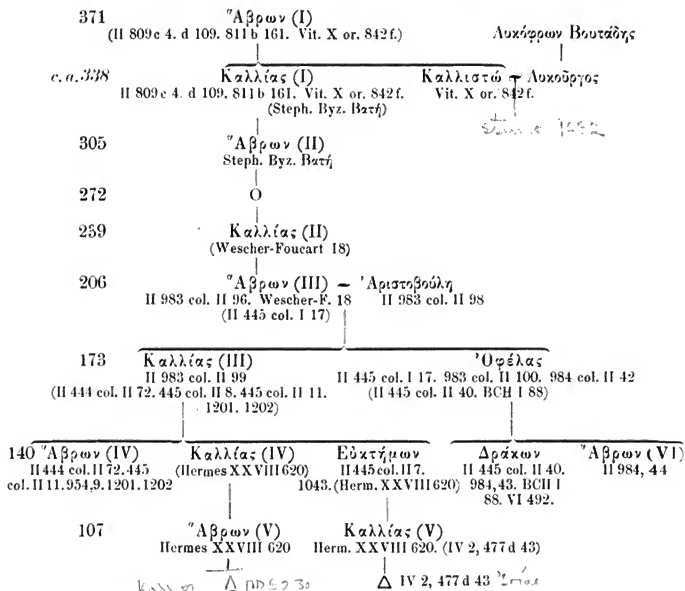 371 Ἅβρων (I)
(II 809 c 4. d 109. 811 b 161. Vit. X or. 842 f.)
Λυκόφρων Βουτάδης
c. a. 338 Καλλίας (I) Καλλιστώ Λυκοῦργος
II 809 c 4. d 109. 811 b 161. Vit. X or. 842 f. Vit. X or. 842 f.
(Steph. Byz. Βατή)
305 Ἅβρων (II)
Steph. Byz. Βατή
272 O
239 Καλλίας (II)
(Wescher-Foucart 18)
206 Ἅβρων (III) – Ἀριστοβούλη
II 983 col. II 96. Wescher-F. 18 II 983 col. II 98
(II 445 col. I 17)
173 Καλλίας (III) Ὀφέλας
II 983 col. II 99 II 445 col. I 17. 983 col. II 100. 984 col. II 42
(II 444 col. II 72. 445 col. II 8. 445 col. II 11. (II 445 col. II 40. BCH I 88)
1201. 1202)
140 Ἅβρων (IV) Καλλίας (IV) Εὐκτήμων Δράκων Ἅβρων (VI)
II 444 col. II 72. 445 (Hermes XXVIII 620) II 445 col. II 7. II 445 col. II 40. II 984, 44
col. II 11. 954, 9. 1201. 1202 1043. (Herm. XXVIII 620) 984, 43. BCH I
88. VI 492.
107 Ἅβρων (V) Καλλίας (V)
Hermes XXVIII 620 Herm. XXVIII 620. (IV 2, 477 d 43)
Δ Δ IV 2, 477 d 43